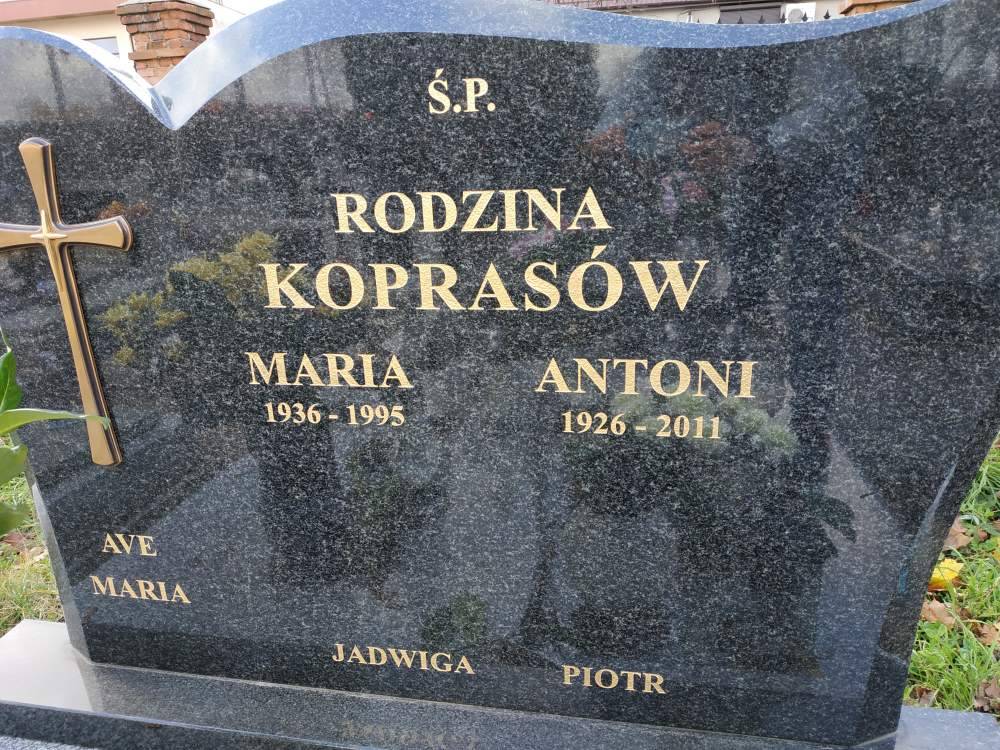 Ś.P.
RODZINA
KOPRASÓW
MARIA ANTONI
1936 - 1995 1926 - 2011
AVE
MARIA
JADWIGA PIOTR